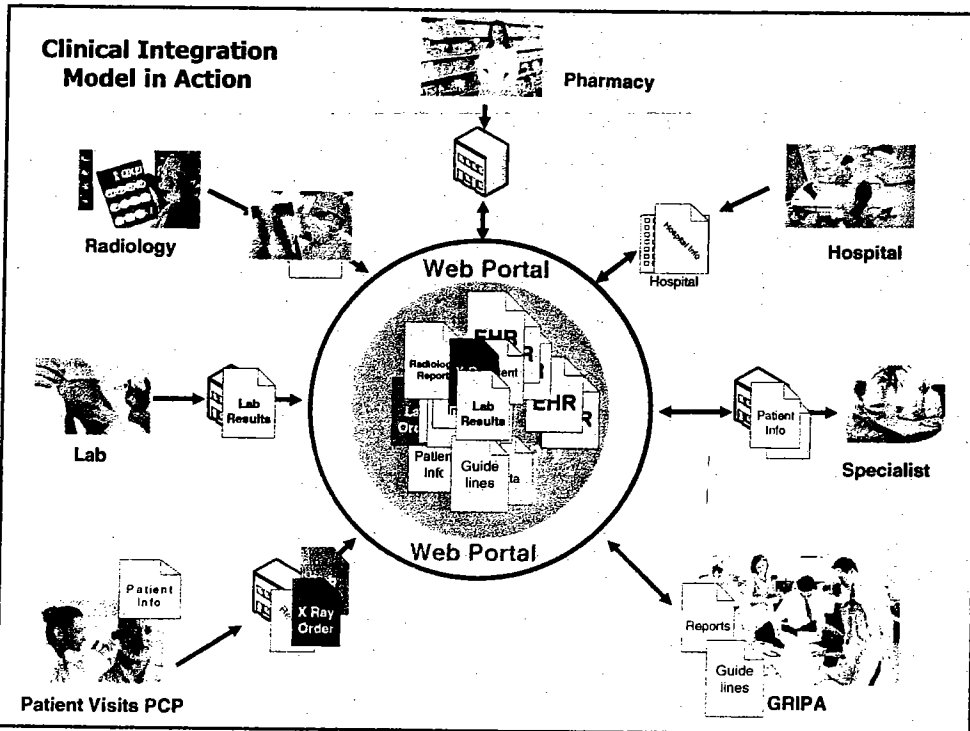 Clinical Integration
Model in Action
Pharmacy
Radiology
Hospital Info
Hospital
Hospital
Web Portal
EHR
Radiology
Report
Lab
Results
EHR
Patient
Info
Guide
lines
Web Portal
Lab
Results
Lab
Patient
Info
Specialist
Patient
Info
X Ray
Order
Patient Visits PCP
Reports
Guide
lines
GRIPA